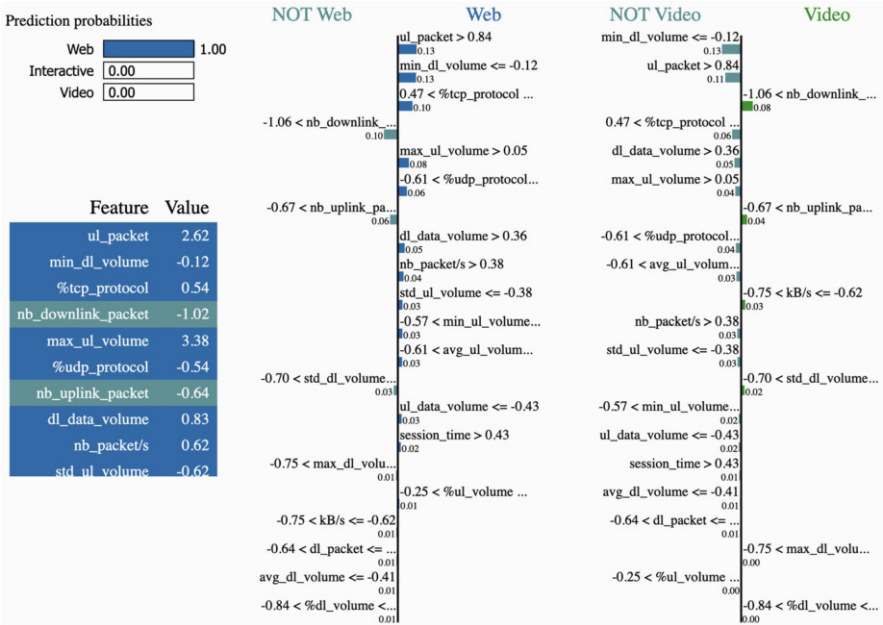 Prediction probabilities
Web 1.00
Interactive 0.00
Video 0.00
Feature Value
ul_packet 2.62
min_dl_volume -0.12
%tcp_protocol 0.54
nb_downlink_packet -1.02
max_ul_volume 3.38
%udp_protocol -0.54
nb_uplink_packet -0.64
dl_data_volume 0.83
nb_packet/s 0.62
std_ul_volume -0.62
NOT Web Web
ul_packet > 0.84
0.13
min_dl_volume <= -0.12
0.13
0.47 < %tcp_protocol ...
0.10
-1.06 < nb_downlink_...
0.10
max_ul_volume > 0.05
0.08
-0.61 < %udp_protocol...
0.06
-0.67 < nb_uplink_pa...
0.06
dl_data_volume > 0.36
0.05
nb_packet/s > 0.38
0.04
std_ul_volume <= -0.38
0.03
-0.57 < min_ul_volume...
0.03
-0.61 < avg_ul_volum...
0.03
-0.70 < std_dl_volume...
0.03
ul_data_volume <= -0.43
0.03
session_time > 0.43
0.02
-0.75 < max_dl_volu...
0.01
-0.25 < %ul_volume ...
0.01
-0.75 < kB/s <= -0.62
0.01
-0.64 < dl_packet <= ...
0.01
avg_dl_volume <= -0.41
0.01
-0.84 < %dl_volume <...
0.01
NOT Video Video
min_dl_volume <= -0.12
0.13
ul_packet > 0.84
0.11
-1.06 < nb_downlink_...
0.08
0.47 < %tcp_protocol ...
0.06
dl_data_volume > 0.36
0.05
max_ul_volume > 0.05
0.04
-0.67 < nb_uplink_pa...
0.04
-0.61 < %udp_protocol...
0.04
-0.61 < avg_ul_volum...
0.03
-0.75 < kB/s <= -0.62
0.03
nb_packet/s > 0.38
0.03
std_ul_volume <= -0.38
0.03
-0.70 < std_dl_volume...
0.02
-0.57 < min_ul_volume...
0.02
ul_data_volume <= -0.43
0.02
session_time > 0.43
0.01
avg_dl_volume <= -0.41
0.01
-0.64 < dl_packet <= ...
0.01
-0.75 < max_dl_volu...
0.00
-0.25 < %ul_volume ...
0.00
-0.84 < %dl_volume <...
0.00